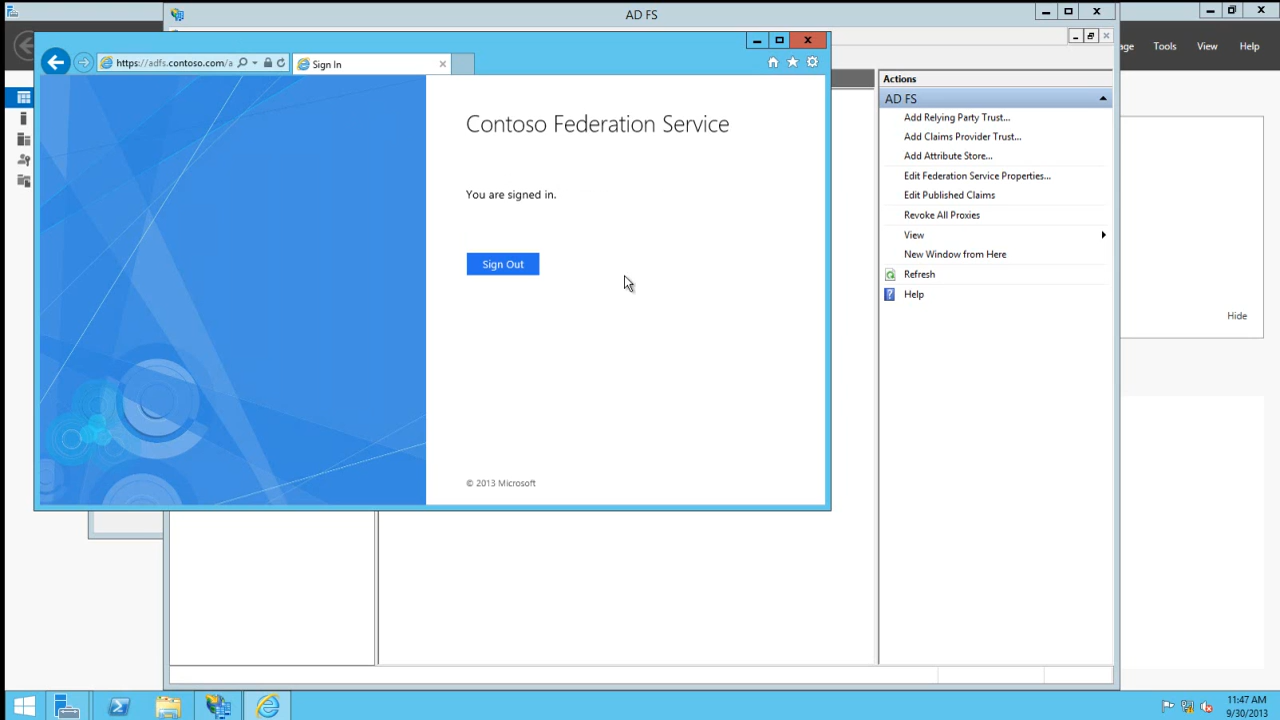 AD FS
https://adfs.contoso.com/a
Sign In
Contoso Federation Service
You are signed in.
Sign Out
© 2013 Microsoft
Actions
AD FS
Add Relying Party Trust...
Add Claims Provider Trust...
Add Attribute Store...
Edit Federation Service Properties...
Edit Published Claims
Revoke All Proxies
View
New Window from Here
Refresh
Help
age
Tools
View
Help
Hide
11:47 AM
9/30/2013